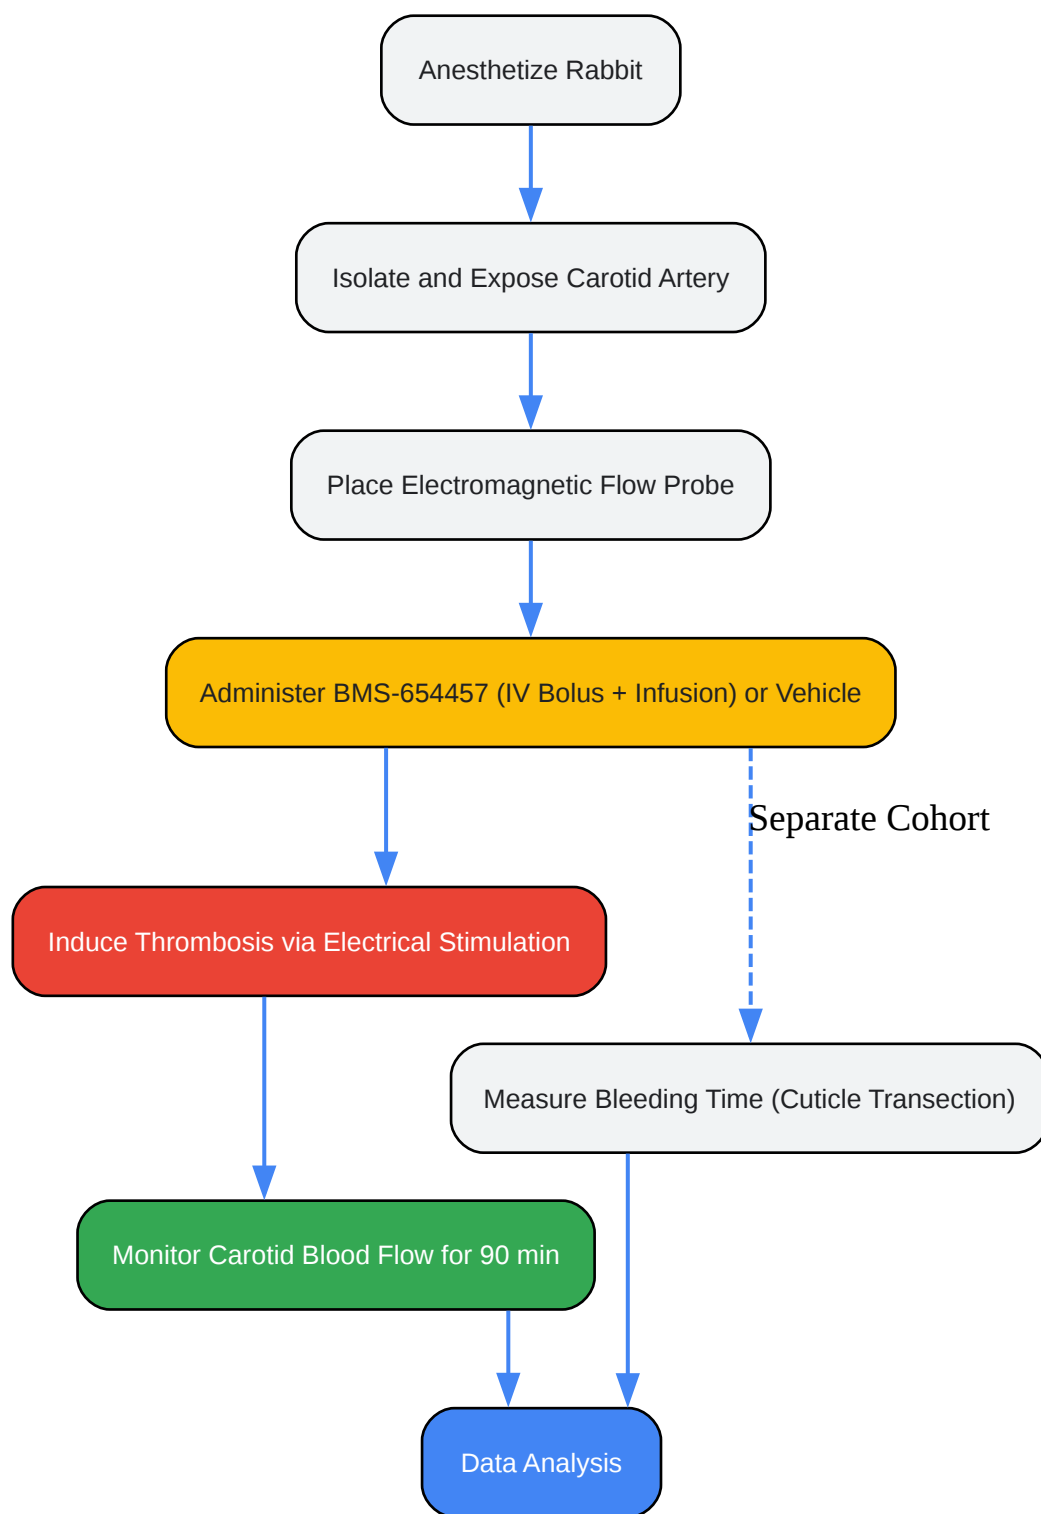 Anesthetize Rabbit
Isolate and Expose Carotid Artery
Place Electromagnetic Flow Probe
Administer BMS-654457 (IV Bolus + Infusion) or Vehicle
Separate Cohort
Induce Thrombosis via Electrical Stimulation
Measure Bleeding Time (Cuticle Transection)
Monitor Carotid Blood Flow for 90 min
Data Analysis